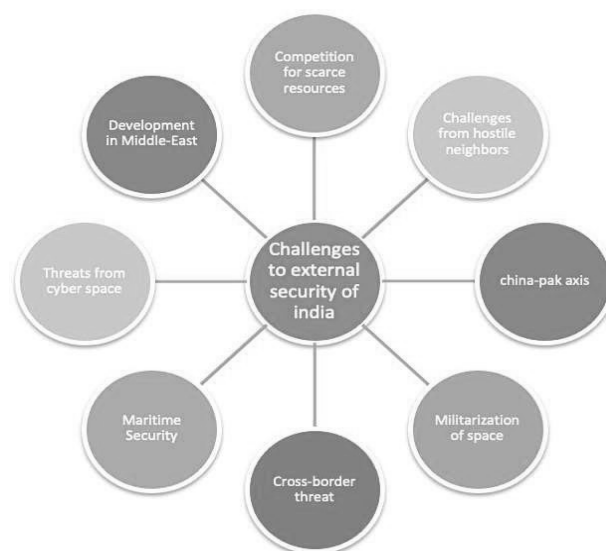 Competition
for scarce
resources
Challenges
from hostile
neighbors
china-pak axis
Militarization
of space
Cross-border
threat
Maritime
Security
Threats from
cyber space
Development
in Middle-East
Challenges
to external
security of
india